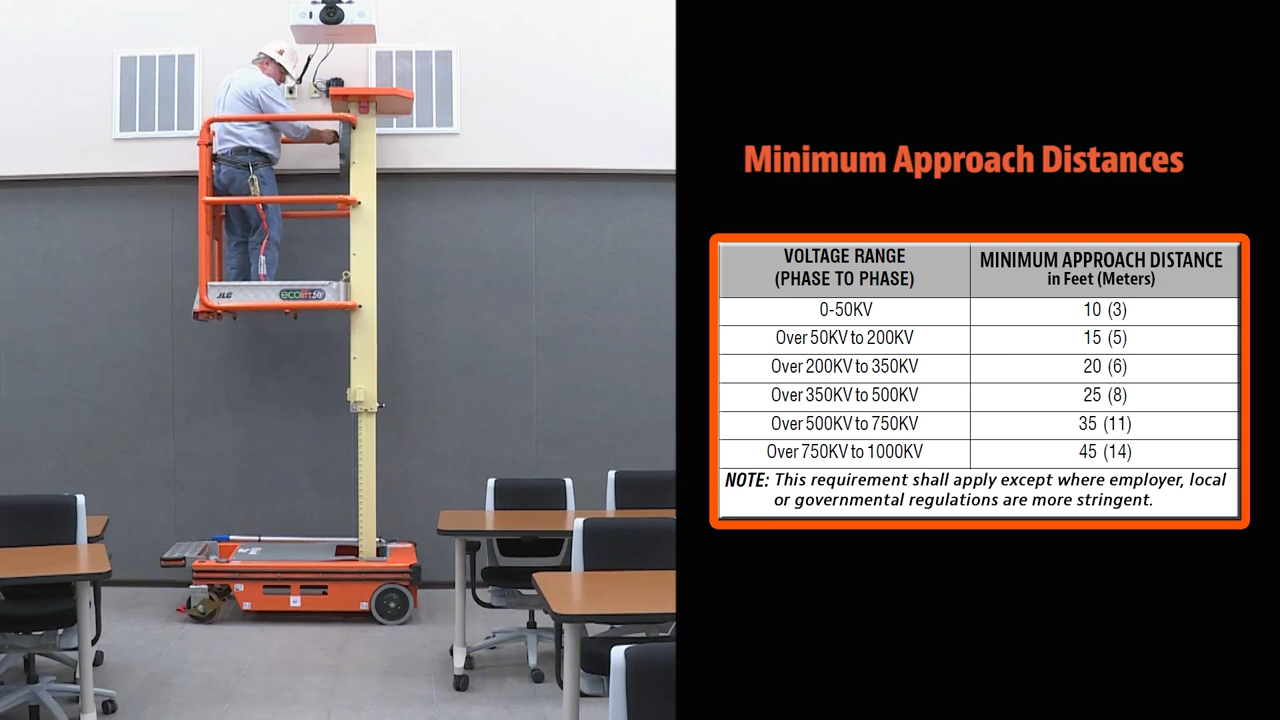 JLG
ecolift
Minimum Approach Distances
VOLTAGE RANGE
(PHASE TO PHASE)
MINIMUM APPROACH DISTANCE
in Feet (Meters)
0-50KV
10 (3)
Over 50KV to 200KV
15 (5)
Over 200KV to 350KV
20 (6)
Over 350KV to 500KV
25 (8)
Over 500KV to 750KV
35 (11)
Over 750KV to 1000KV
45 (14)
NOTE: This requirement shall apply except where employer, local
or governmental regulations are more stringent.